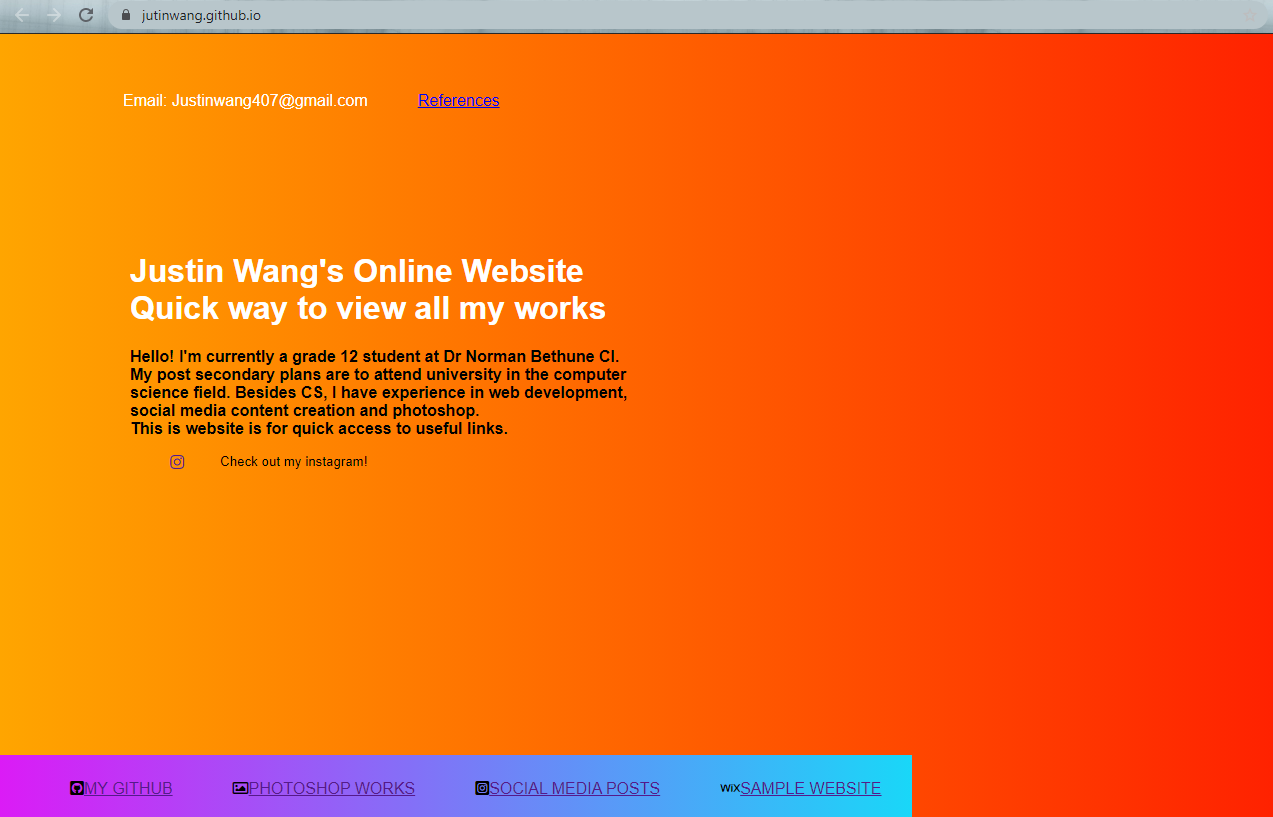 jutinwang.github.io
Email: Justinwang407@gmail.com References
Justin Wang's Online Website
Quick way to view all my works
Hello! I'm currently a grade 12 student at Dr Norman Bethune CI.
My post secondary plans are to attend university in the computer
science field. Besides CS, I have experience in web development,
social media content creation and photoshop.
This is website is for quick access to useful links.
Check out my instagram!
MY GITHUB PHOTOSHOP WORKS SOCIAL MEDIA POSTS WiX SAMPLE WEBSITE